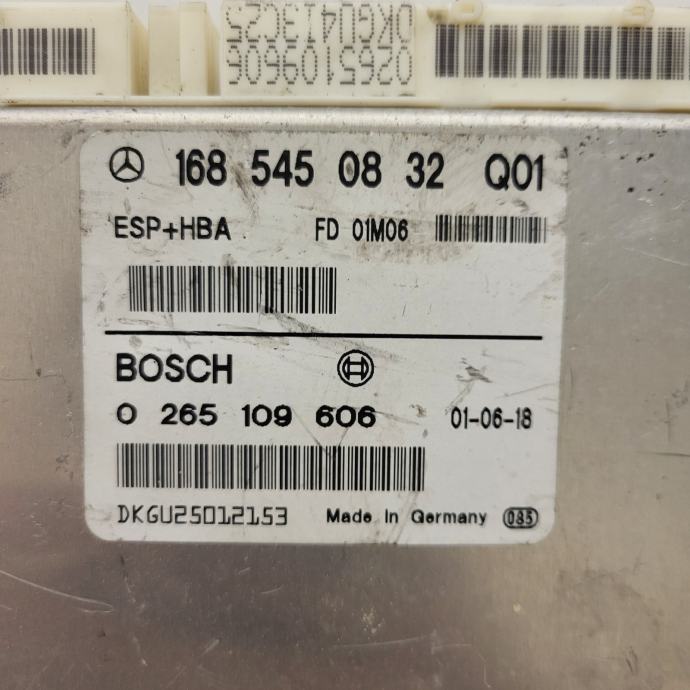 DKGU413C25
0265109606
168 545 08 32 Q01
ESP+HBA FD 01M06
BOSCH
0 265 109 606 01-06-18
DKGU25012153 Made In Germany 085